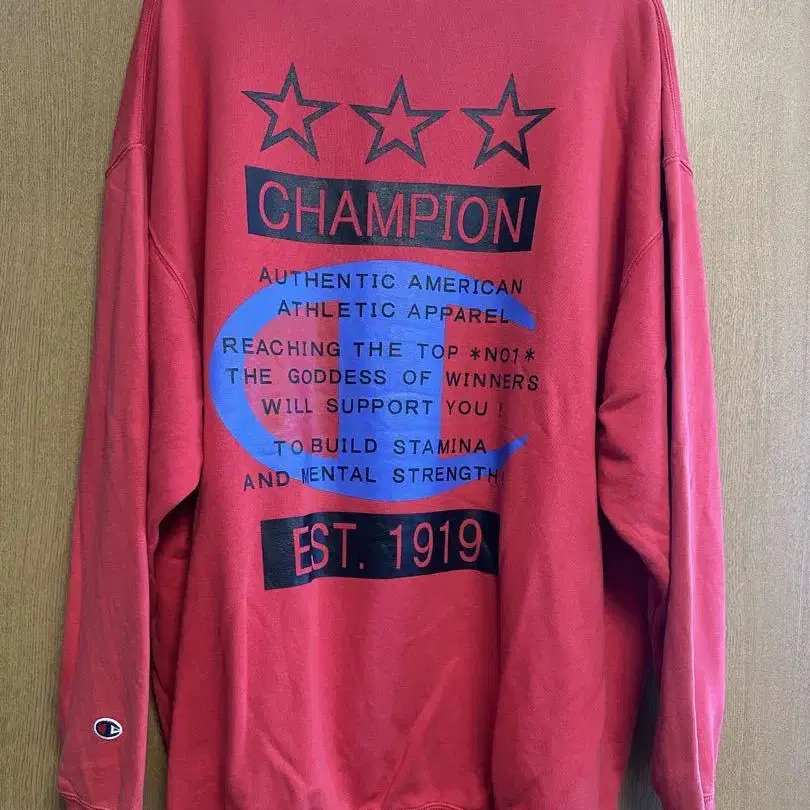 CHAMPION
AUTHENTIC AMERICAN
ATHLETIC APPAREL
REACHING THE TOP *NO1*
THE GODDESS OF WINNERS
WILL SUPPORT YOU !
TO BUILD STAMINA
AND MENTAL STRENGTH!
EST. 1919